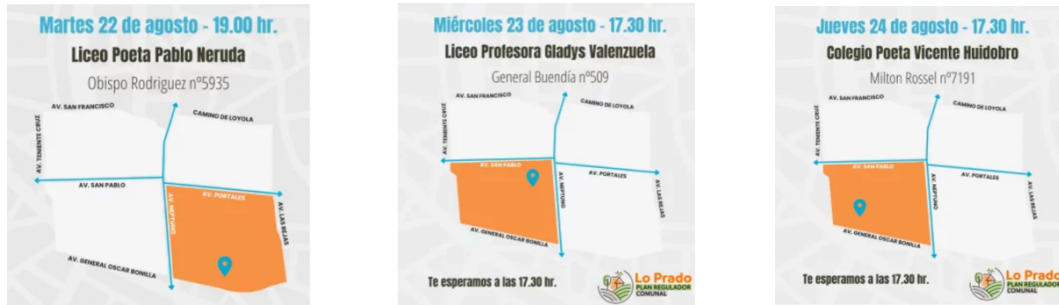 Martes 22 de agosto - 19.00 hr.
Liceo Poeta Pablo Neruda
Obispo Rodriguez nº5935
AV. SAN FRANCISCO
CAMINO DE LOYOLA
AV. TENIENTE CRUZ
AV. SAN PABLO
AV. PORTALES
AV. NEPTUNO
AV. LAS REJAS
AV. GENERAL OSCAR BONILLA
Miércoles 23 de agosto - 17.30 hr.
Liceo Profesora Gladys Valenzuela
General Buendía nº509
AV. SAN FRANCISCO
CAMINO DE LOYOLA
AV. TENIENTE CRUZ
AV. SAN PABLO
AV. PORTALES
AV. NEPTUNO
AV. LAS REJAS
AV. GENERAL OSCAR BONILLA
Te esperamos a las 17.30 hr.
Lo Prado
PLAN REGULADOR
COMUNAL
Jueves 24 de agosto - 17.30 hr.
Colegio Poeta Vicente Huidobro
Milton Rossel nº7191
AV. SAN FRANCISCO
CAMINO DE LOYOLA
AV. TENIENTE CRUZ
AV. SAN PABLO
AV. PORTALES
AV. NEPTUNO
AV. LAS REJAS
AV. GENERAL OSCAR BONILLA
Te esperamos a las 17.30 hr.
Lo Prado
PLAN REGULADOR
COMUNAL